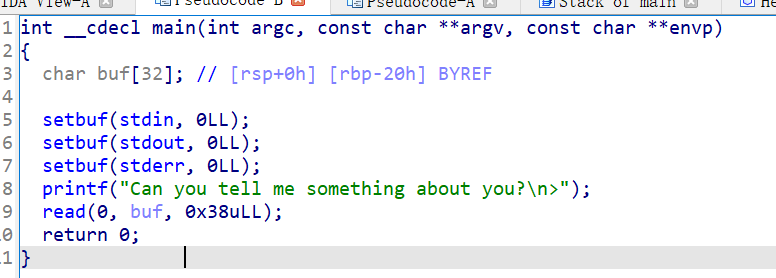 IDA View-A Pseudocode-B Pseudocode-A Stack of main
1 int __cdecl main(int argc, const char **argv, const char **envp)
2 {
3   char buf[32]; // [rsp+0h] [rbp-20h] BYREF
4
5   setbuf(stdin, 0LL);
6   setbuf(stdout, 0LL);
7   setbuf(stderr, 0LL);
8   printf("Can you tell me something about you?\n>");
9   read(0, buf, 0x38uLL);
0   return 0;
1 }